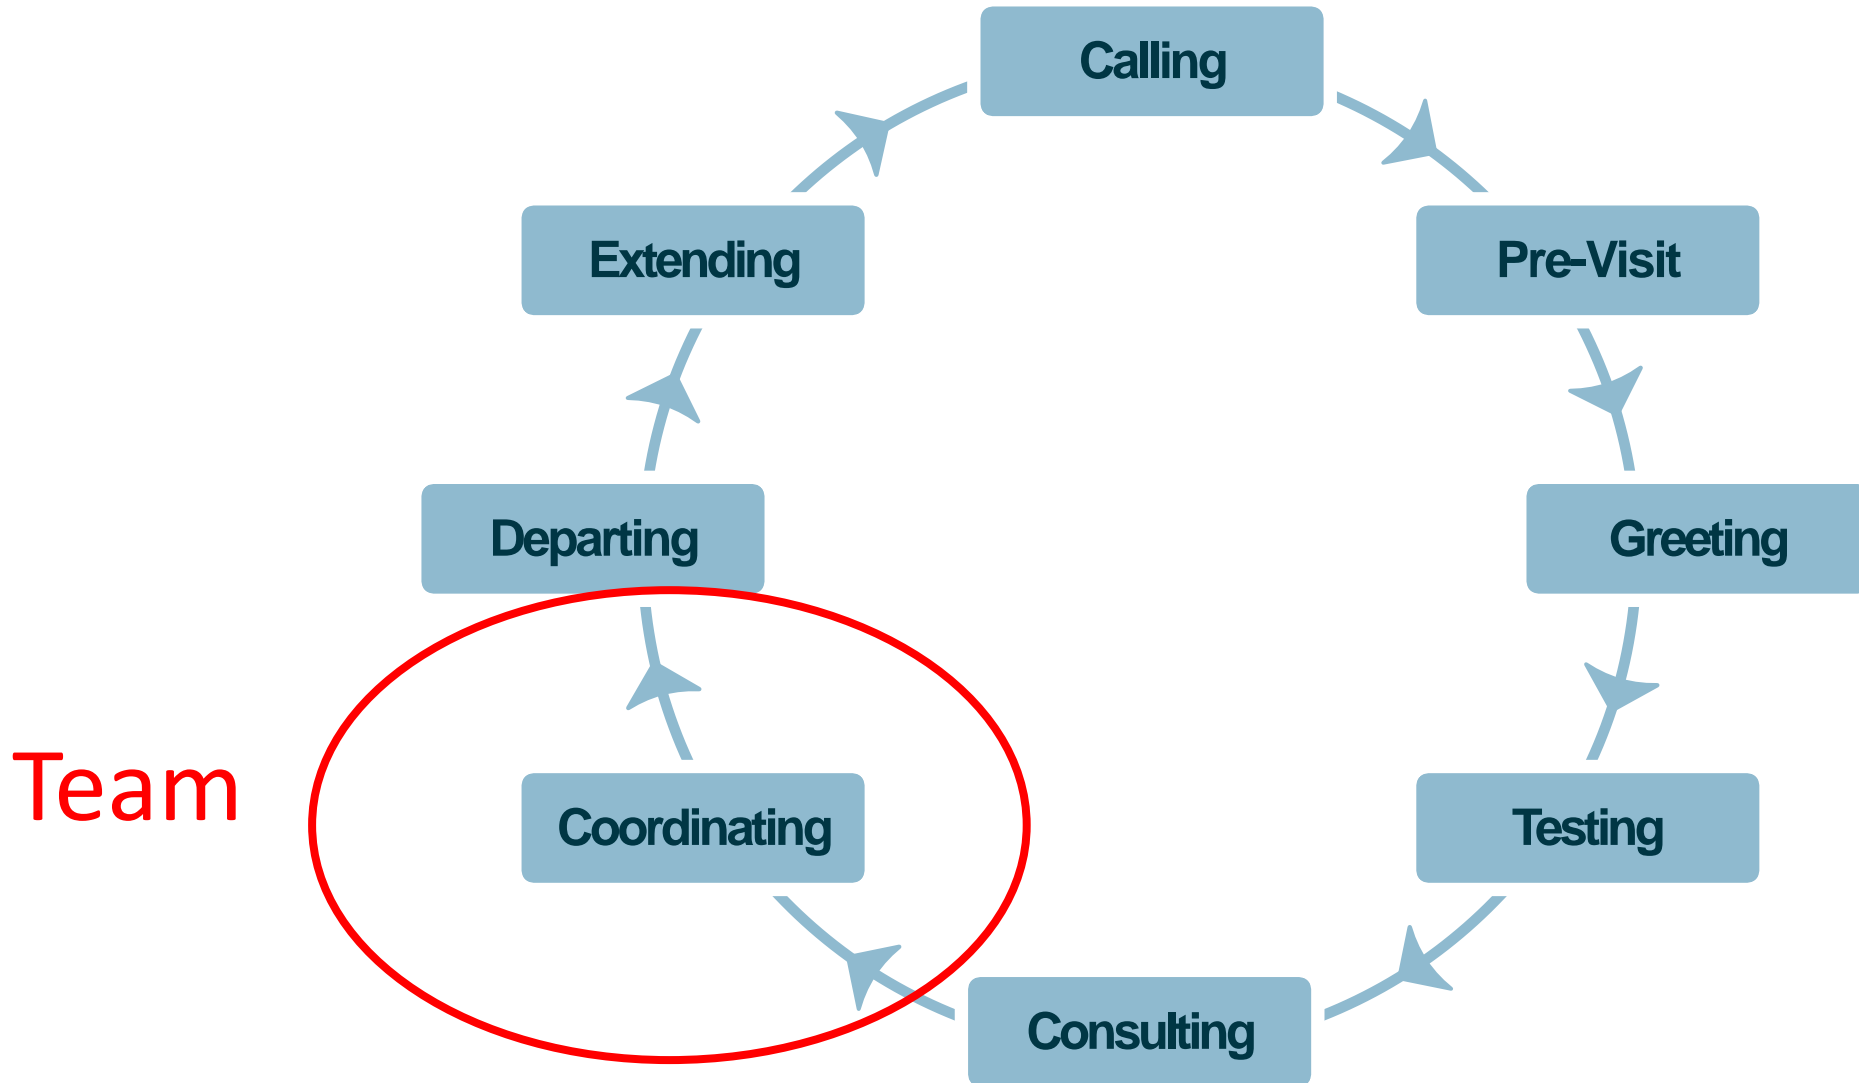 Calling
Extending
Pre-Visit
Departing
Greeting
Team
Coordinating
Testing
Consulting